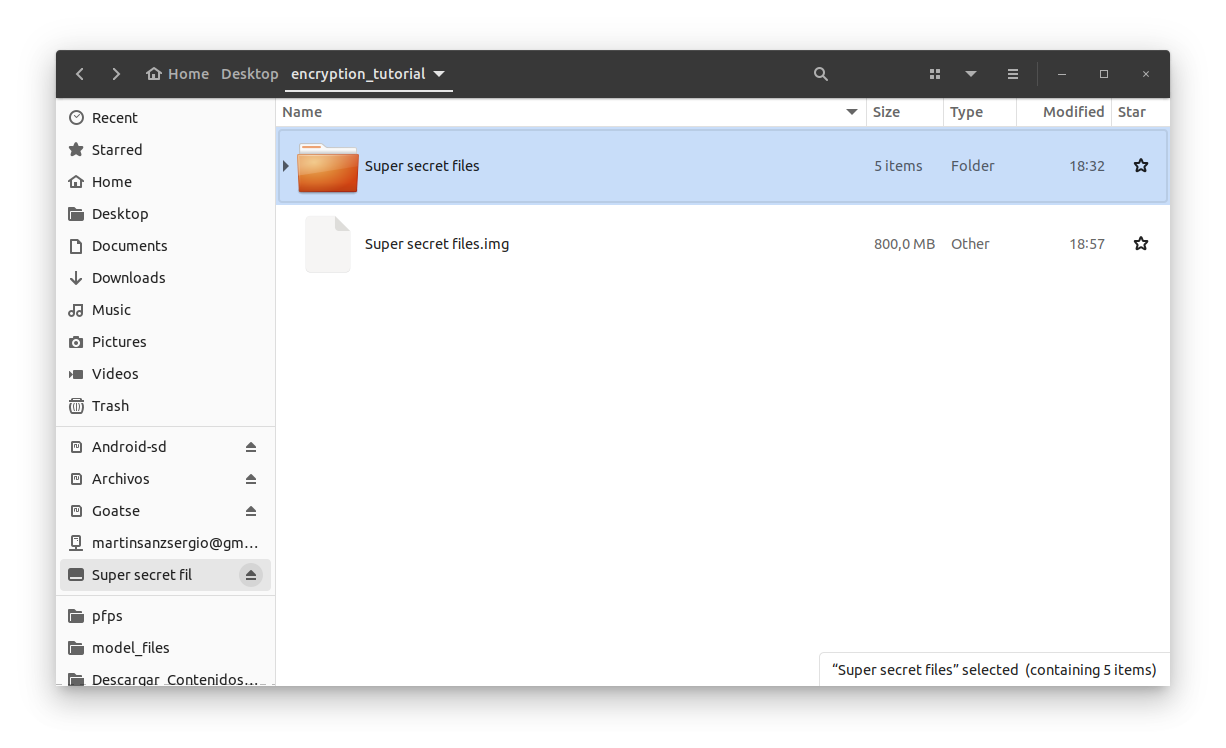 Home Desktop encryption_tutorial
Name Size Type Modified Star
Recent
Starred
Home
Desktop
Documents
Downloads
Music
Pictures
Videos
Trash
Android-sd
Archivos
Goatse
martinsanzsergio@gm…
Super secret fil
pfps
model_files
Descargar_Contenidos…
Super secret files 5 items Folder 18:32
Super secret files.img 800,0 MB Other 18:57
“Super secret files” selected (containing 5 items)